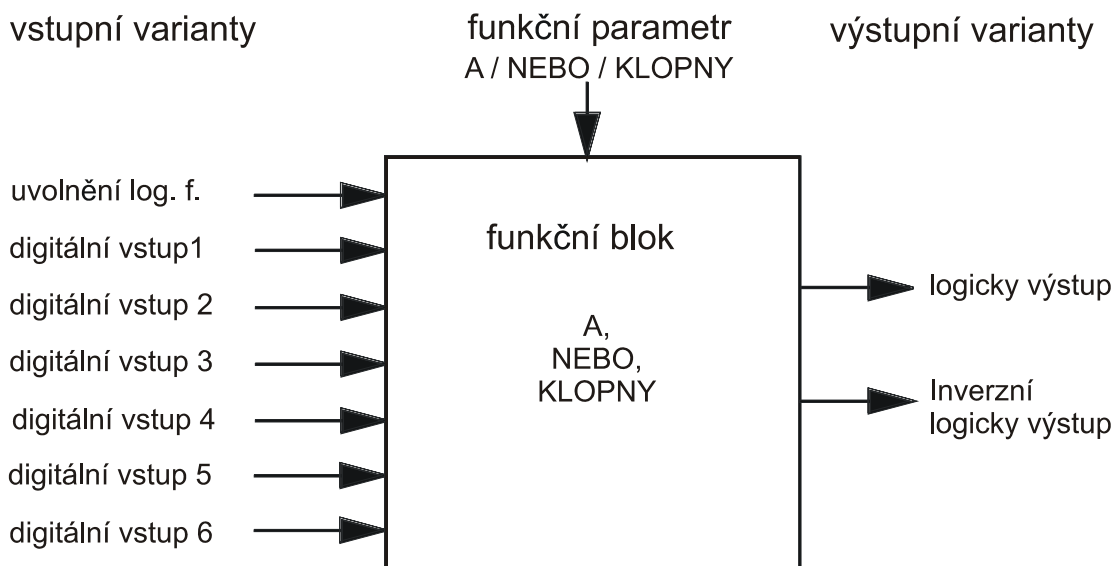 vstupní varianty
funkční parametr
A / NEBO / KLOPNY
výstupní varianty
uvolnění log. f.
digitální vstup1
digitální vstup 2
digitální vstup 3
digitální vstup 4
digitální vstup 5
digitální vstup 6
funkční blok
A,
NEBO,
KLOPNY
logicky výstup
Inverzní
logicky výstup